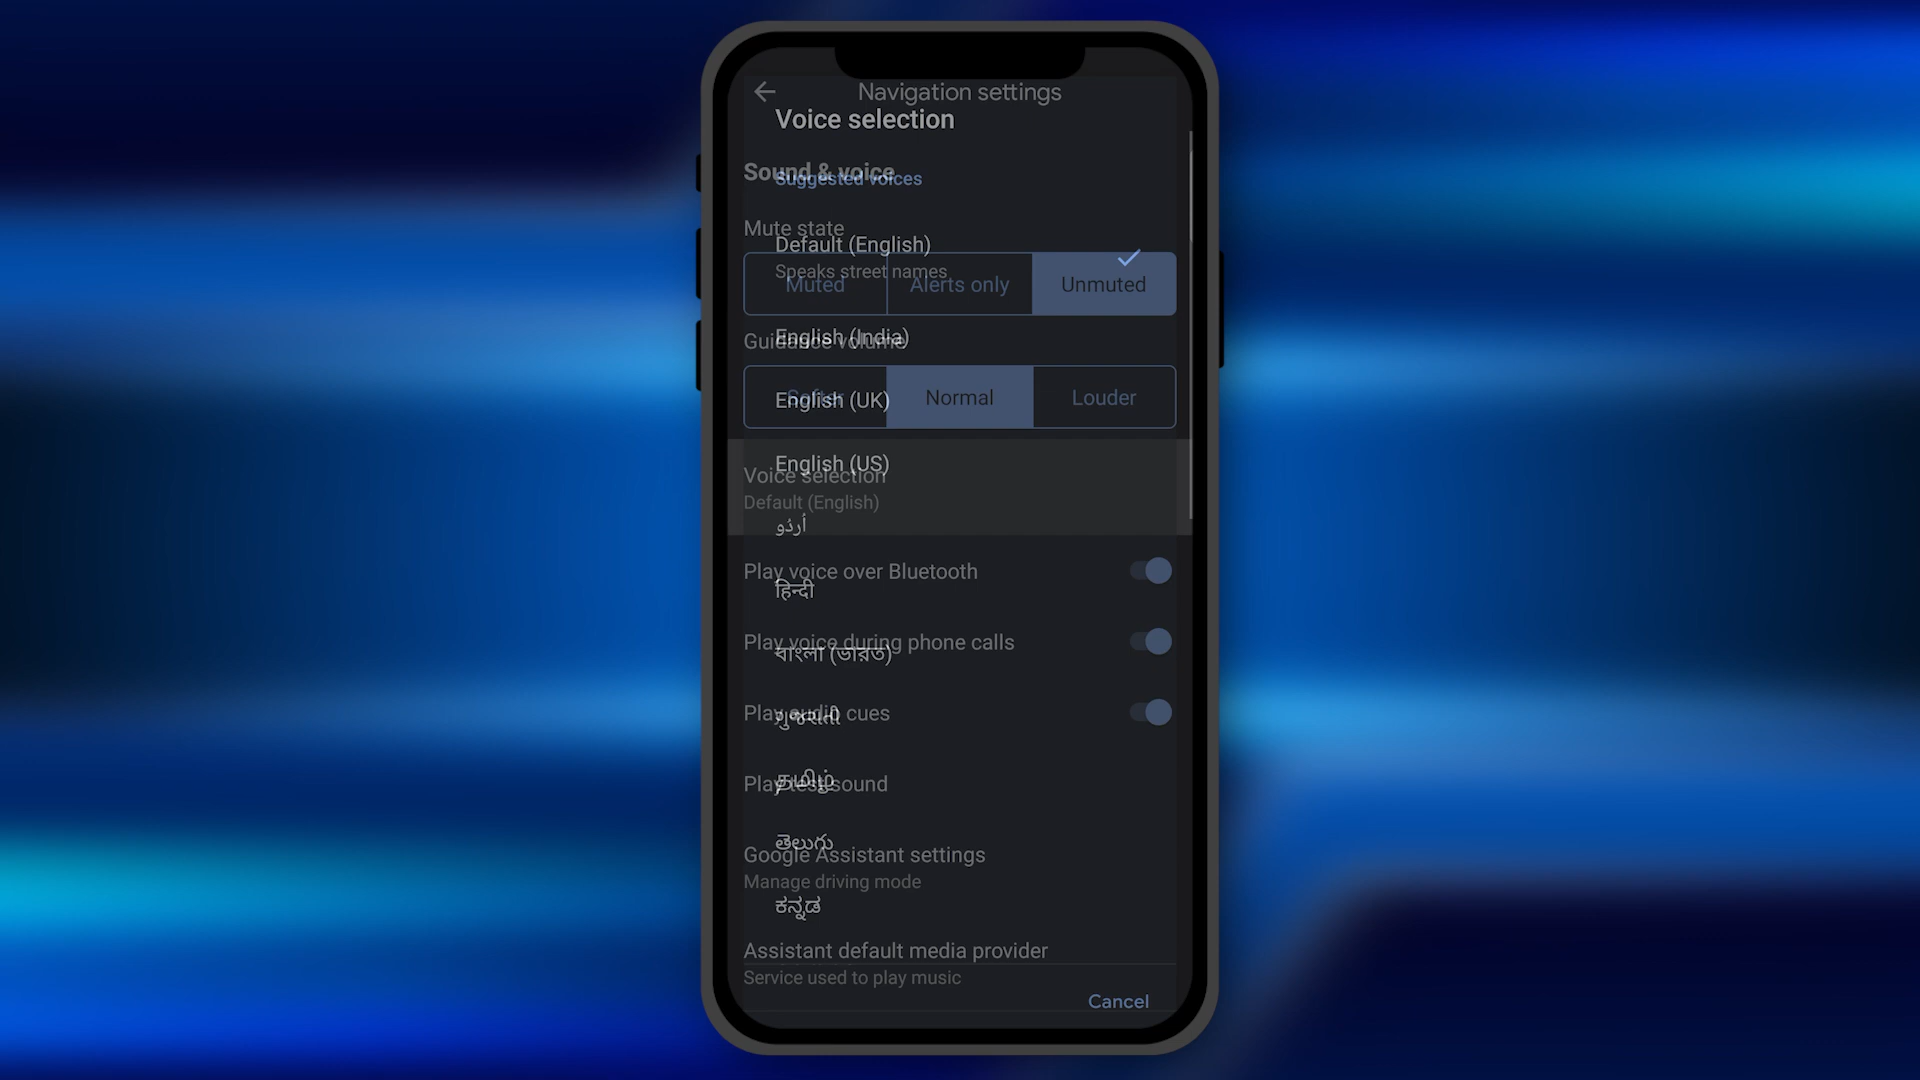 Navigation settings
Voice selection
Sound & voice
Suggested voices
Mute state
Default (English)
Speaks street names
Muted
Alerts only
Unmuted
English (India)
Guidance volume
Softer
Normal
Louder
English (UK)
English (US)
Voice selection
Default (English)
اُردُو
Play voice over Bluetooth
हिन्दी
Play voice during phone calls
বাংলা (ভারত)
Play audio cues
ગુજરાતી
Play test sound
தமிழ்
తెలుగు
Google Assistant settings
Manage driving mode
ಕನ್ನಡ
Assistant default media provider
Service used to play music
Cancel